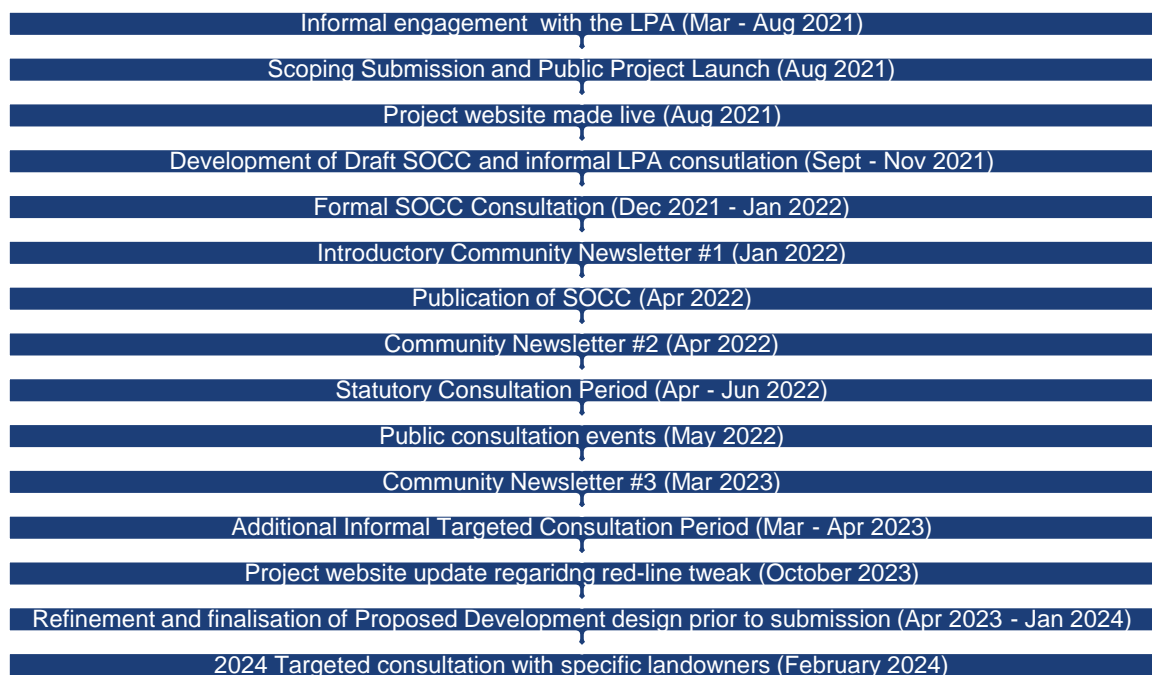 Informal engagement with the LPA (Mar - Aug 2021)
Scoping Submission and Public Project Launch (Aug 2021)
Project website made live (Aug 2021)
Development of Draft SOCC and informal LPA consutlation (Sept - Nov 2021)
Formal SOCC Consultation (Dec 2021 - Jan 2022)
Introductory Community Newsletter #1 (Jan 2022)
Publication of SOCC (Apr 2022)
Community Newsletter #2 (Apr 2022)
Statutory Consultation Period (Apr - Jun 2022)
Public consultation events (May 2022)
Community Newsletter #3 (Mar 2023)
Additional Informal Targeted Consultation Period (Mar - Apr 2023)
Project website update regaridng red-line tweak (October 2023)
Refinement and finalisation of Proposed Development design prior to submission (Apr 2023 - Jan 2024)
2024 Targeted consultation with specific landowners (February 2024)